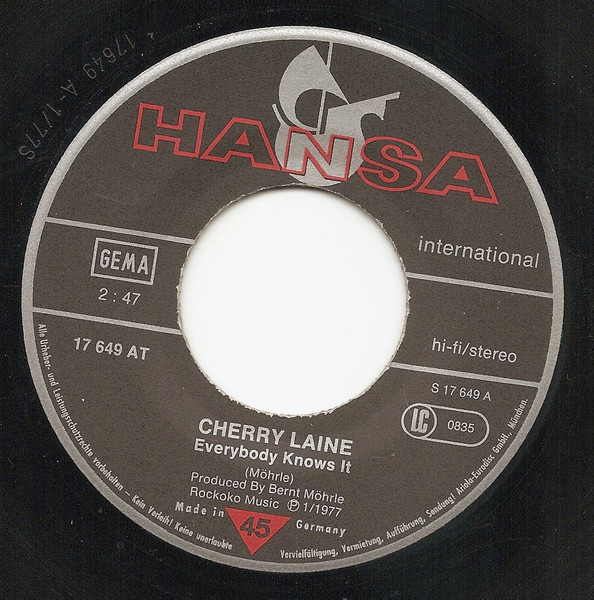 * 17649 A-1/77S
HANSA
international
GEMA
2 : 47
17 649 AT
hi-fi/stereo
S 17 649 A
LC 0835
CHERRY LAINE
Everybody Knows It
(Möhrle)
Produced By Bernt Möhrle
Rockoko Music Ⓟ 1/1977
Made in 45 Germany
Alle Urheber- und Leistungsschutzrechte vorbehalten - Kein Verleih! Keine unerlaubte Vervielfältigung, Vermietung, Aufführung, Sendung! Ariola-Eurodisc GmbH, München.